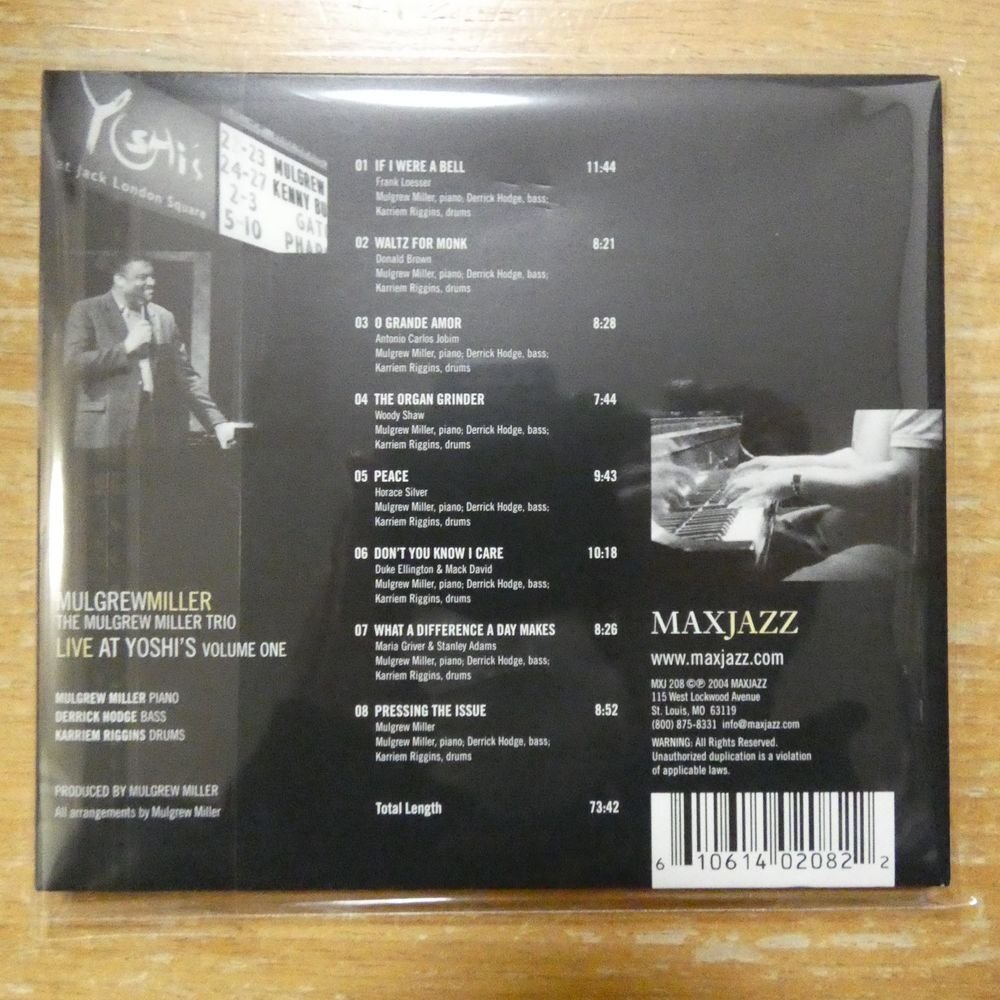 Yoshi's
at Jack London Square
-23 MULGREW
24-27 KENNY
2-3
5-10
01 IF I WERE A BELL 11:44
Frank Loesser
Mulgrew Miller, piano; Derrick Hodge, bass;
Karriem Riggins, drums
02 WALTZ FOR MONK 8:21
Donald Brown
Mulgrew Miller, piano; Derrick Hodge, bass;
Karriem Riggins, drums
03 O GRANDE AMOR 8:28
Antonio Carlos Jobim
Mulgrew Miller, piano; Derrick Hodge, bass;
Karriem Riggins, drums
04 THE ORGAN GRINDER 7:44
Woody Shaw
Mulgrew Miller, piano; Derrick Hodge, bass;
Karriem Riggins, drums
05 PEACE 9:43
Horace Silver
Mulgrew Miller, piano; Derrick Hodge, bass;
Karriem Riggins, drums
06 DON'T YOU KNOW I CARE 10:18
Duke Ellington & Mack David
Mulgrew Miller, piano; Derrick Hodge, bass;
Karriem Riggins, drums
07 WHAT A DIFFERENCE A DAY MAKES 8:26
Maria Griver & Stanley Adams
Mulgrew Miller, piano; Derrick Hodge, bass;
Karriem Riggins, drums
08 PRESSING THE ISSUE 8:52
Mulgrew Miller
Mulgrew Miller, piano; Derrick Hodge, bass;
Karriem Riggins, drums
Total Length 73:42
MULGREWMILLER
THE MULGREW MILLER TRIO
LIVE AT YOSHI'S VOLUME ONE
MULGREW MILLER PIANO
DERRICK HODGE BASS
KARRIEM RIGGINS DRUMS
PRODUCED BY MULGREW MILLER
All arrangements by Mulgrew Miller
MAXJAZZ
www.maxjazz.com
MXJ 208 ©℗ 2004 MAXJAZZ
115 West Lockwood Avenue
St. Louis, MO 63119
(800) 875-8331 info@maxjazz.com
WARNING: All Rights Reserved.
Unauthorized duplication is a violation
of applicable laws.
6 10614 02082 2